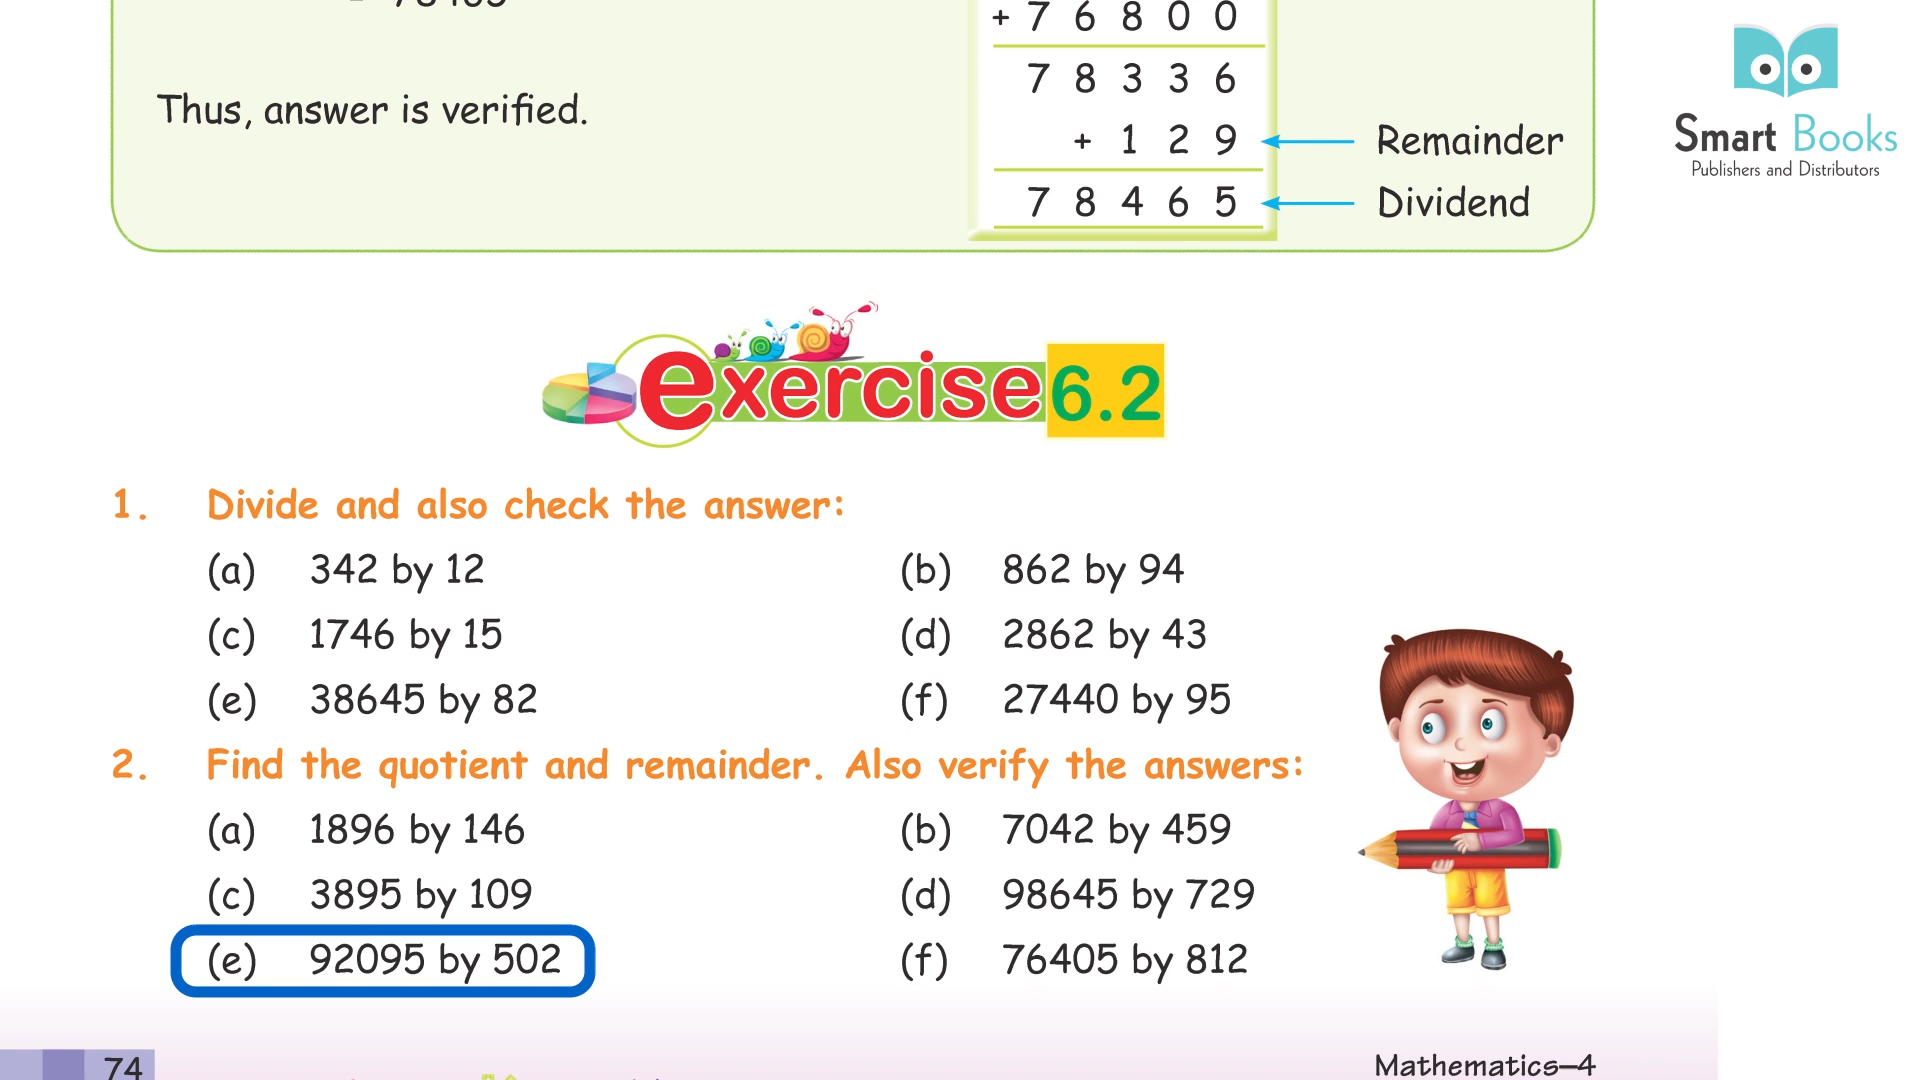 + 7 6 8 0 0
7 8 3 3 6
Thus, answer is verified.
+ 1 2 9 Remainder
7 8 4 6 5 Dividend
Smart Books
Publishers and Distributors
exercise 6.2
1. Divide and also check the answer:
(a) 342 by 12 (b) 862 by 94
(c) 1746 by 15 (d) 2862 by 43
(e) 38645 by 82 (f) 27440 by 95
2. Find the quotient and remainder. Also verify the answers:
(a) 1896 by 146 (b) 7042 by 459
(c) 3895 by 109 (d) 98645 by 729
(e) 92095 by 502 (f) 76405 by 812
74 Mathematics–4